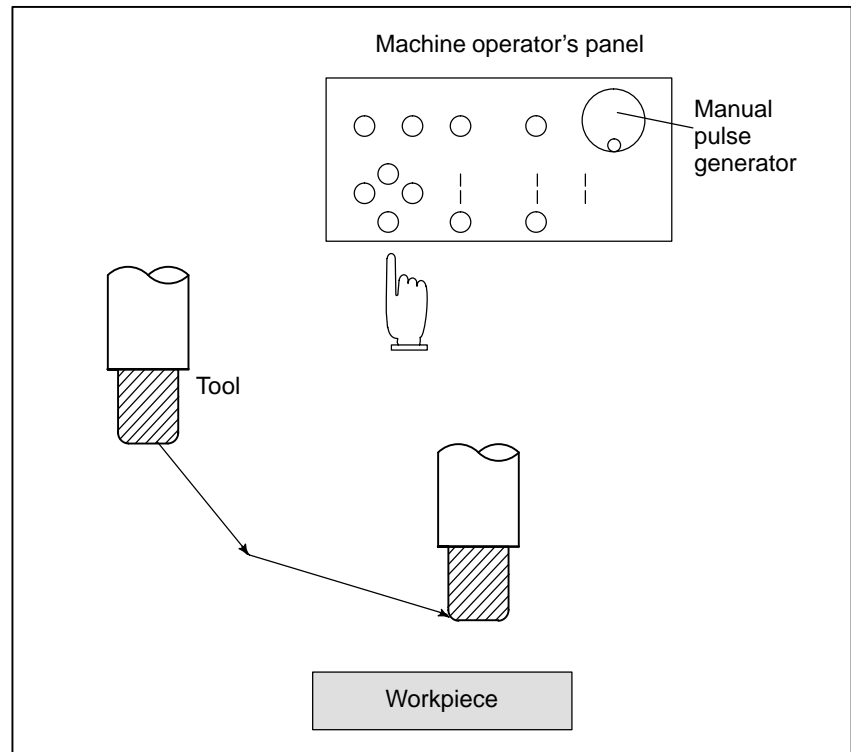 Machine operator's panel
Manual
pulse
generator
Tool
Workpiece